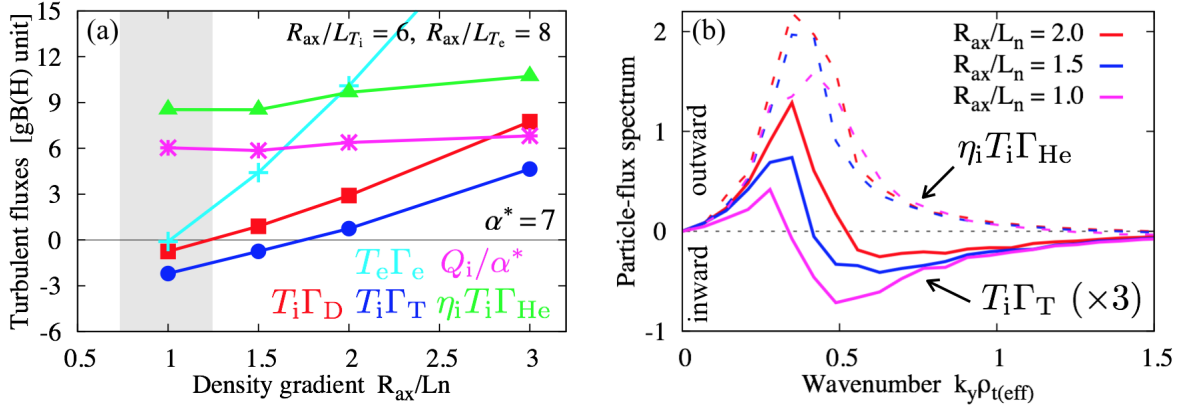 (a)
R_ax/L_Ti = 6, R_ax/L_Te = 8
Turbulent fluxes [gB(H) unit]
15
12
9
6
3
0
-3
-6
α* = 7
T_eΓ_e Q_i/α*
T_iΓ_D T_iΓ_T η_iT_iΓ_He
0.5 1 1.5 2 2.5 3
Density gradient R_ax/Ln
(b)
R_ax/L_n = 2.0
R_ax/L_n = 1.5
R_ax/L_n = 1.0
Particle-flux spectrum
2
1
0
-1
outward
inward
η_iT_iΓ_He
T_iΓ_T (×3)
0 0.5 1 1.5
Wavenumber k_yρ_t(eff)